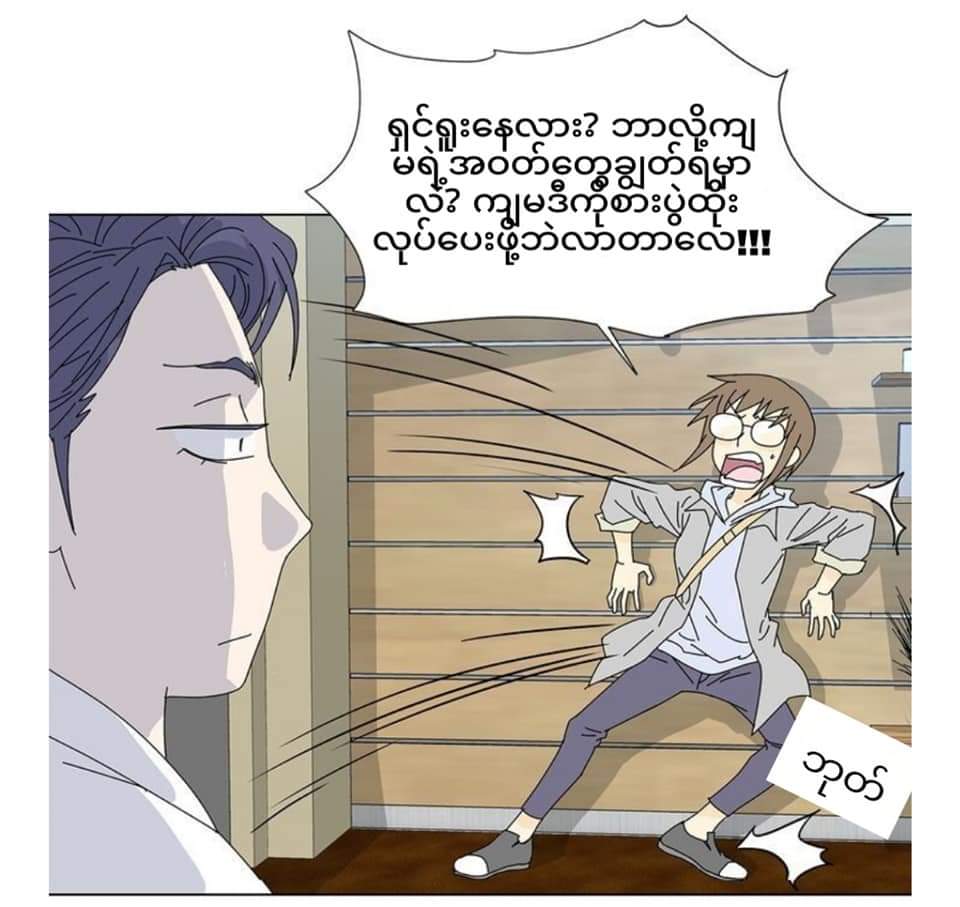 ရှင်ရူးနေလား? ဘာလို့ကျ
မရဲ့အဝတ်တွေချွတ်ရမှာ
လဲ? ကျမဒီကိုစားပွဲထိုး
လုပ်ပေးဖို့ဘဲလာတာလေ!!!
ဘုတ်